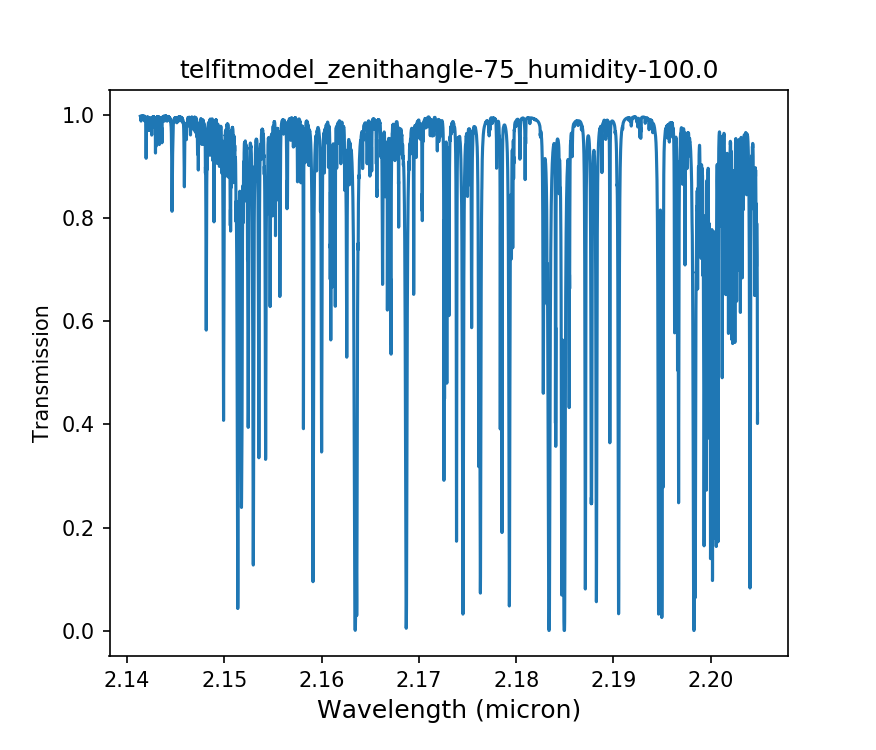 telfitmodel_zenithangle-75_humidity-100.0
1.0
0.8
0.6
0.4
0.2
0.0
Transmission
2.14 2.15 2.16 2.17 2.18 2.19 2.20
Wavelength (micron)